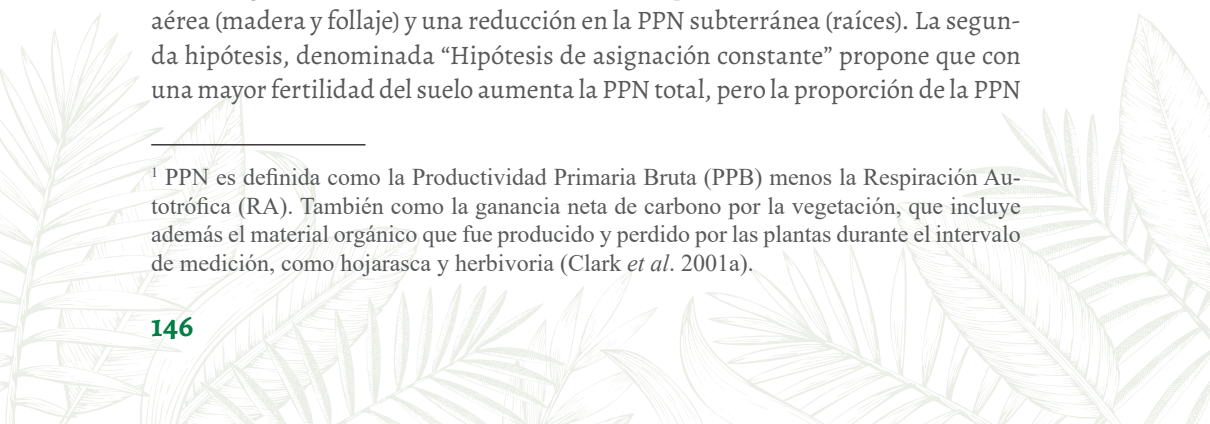 aérea (madera y follaje) y una reducción en la PPN subterránea (raíces). La segun-
da hipótesis, denominada “Hipótesis de asignación constante” propone que con
una mayor fertilidad del suelo aumenta la PPN total, pero la proporción de la PPN
¹ PPN es definida como la Productividad Primaria Bruta (PPB) menos la Respiración Au-
totrófica (RA). También como la ganancia neta de carbono por la vegetación, que incluye
además el material orgánico que fue producido y perdido por las plantas durante el intervalo
de medición, como hojarasca y herbivoria (Clark et al. 2001a).
146